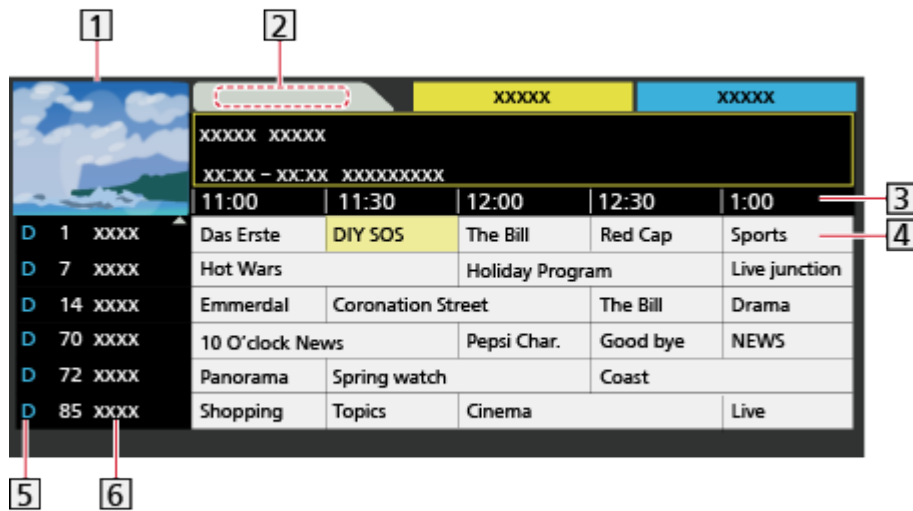 1 2
xxxxx xxxxx
xxxxx xxxxx
xx:xx – xx:xx xxxxxxxxx
11:00 11:30 12:00 12:30 1:00 3
D 1 xxxx Das Erste DIY SOS The Bill Red Cap Sports 4
D 7 xxxx Hot Wars Holiday Program Live junction
D 14 xxxx Emmerdal Coronation Street The Bill Drama
D 70 xxxx 10 O'clock News Pepsi Char. Good bye NEWS
D 72 xxxx Panorama Spring watch Coast
D 85 xxxx Shopping Topics Cinema Live
5 6